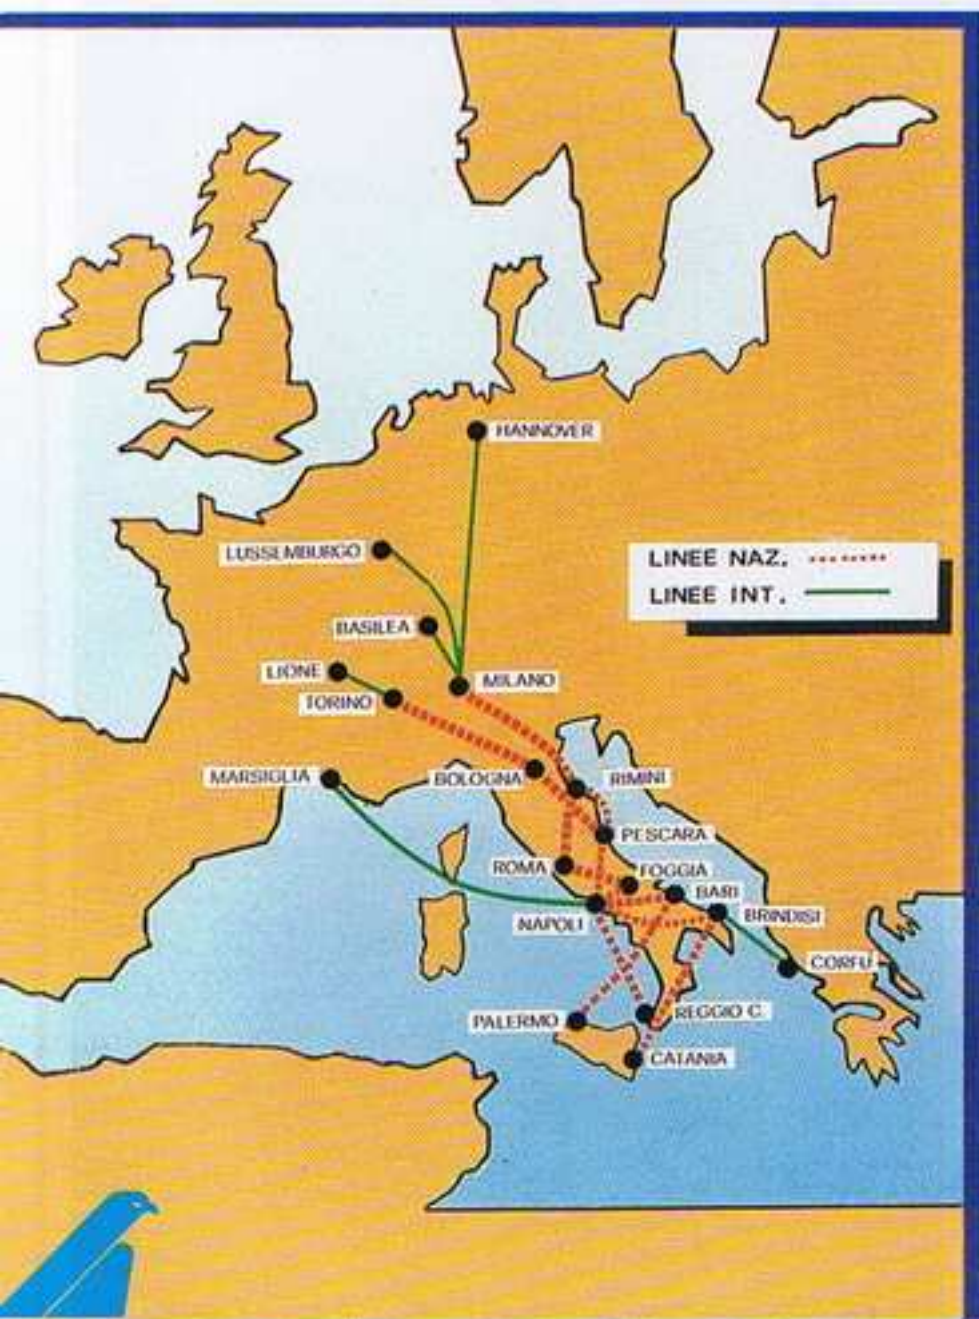 HANNOVER
LUSSEMBURGO
LINEE NAZ.
LINEE INT.
BASILEA
LIONE
MILANO
TORINO
MARSIGLIA
BOLOGNA
RIMINI
PESCARA
ROMA
FOGGIA
BARI
BRINDISI
NAPOLI
CORFU
REGGIO C.
PALERMO
CATANIA